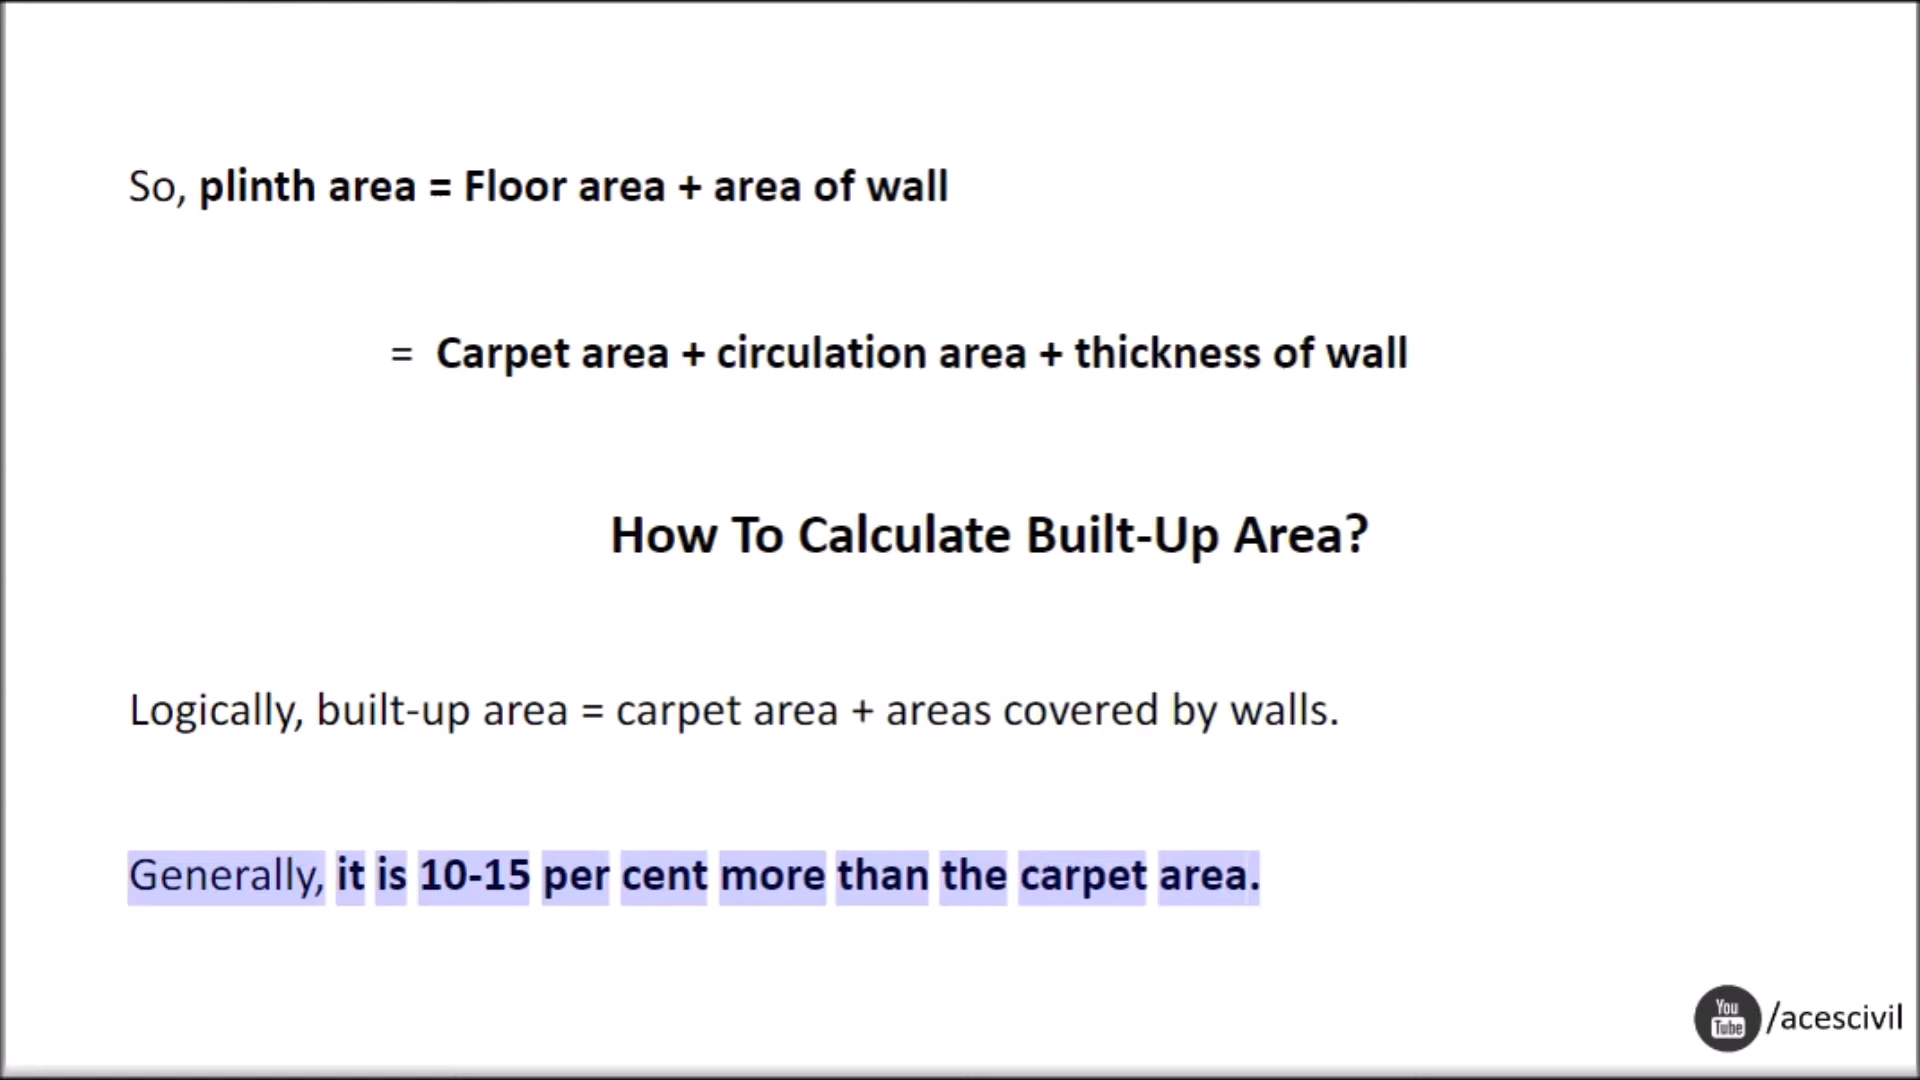 So, plinth area = Floor area + area of wall
= Carpet area + circulation area + thickness of wall
How To Calculate Built-Up Area?
Logically, built-up area = carpet area + areas covered by walls.
Generally, it is 10-15 per cent more than the carpet area.
You
Tube
/acescivil